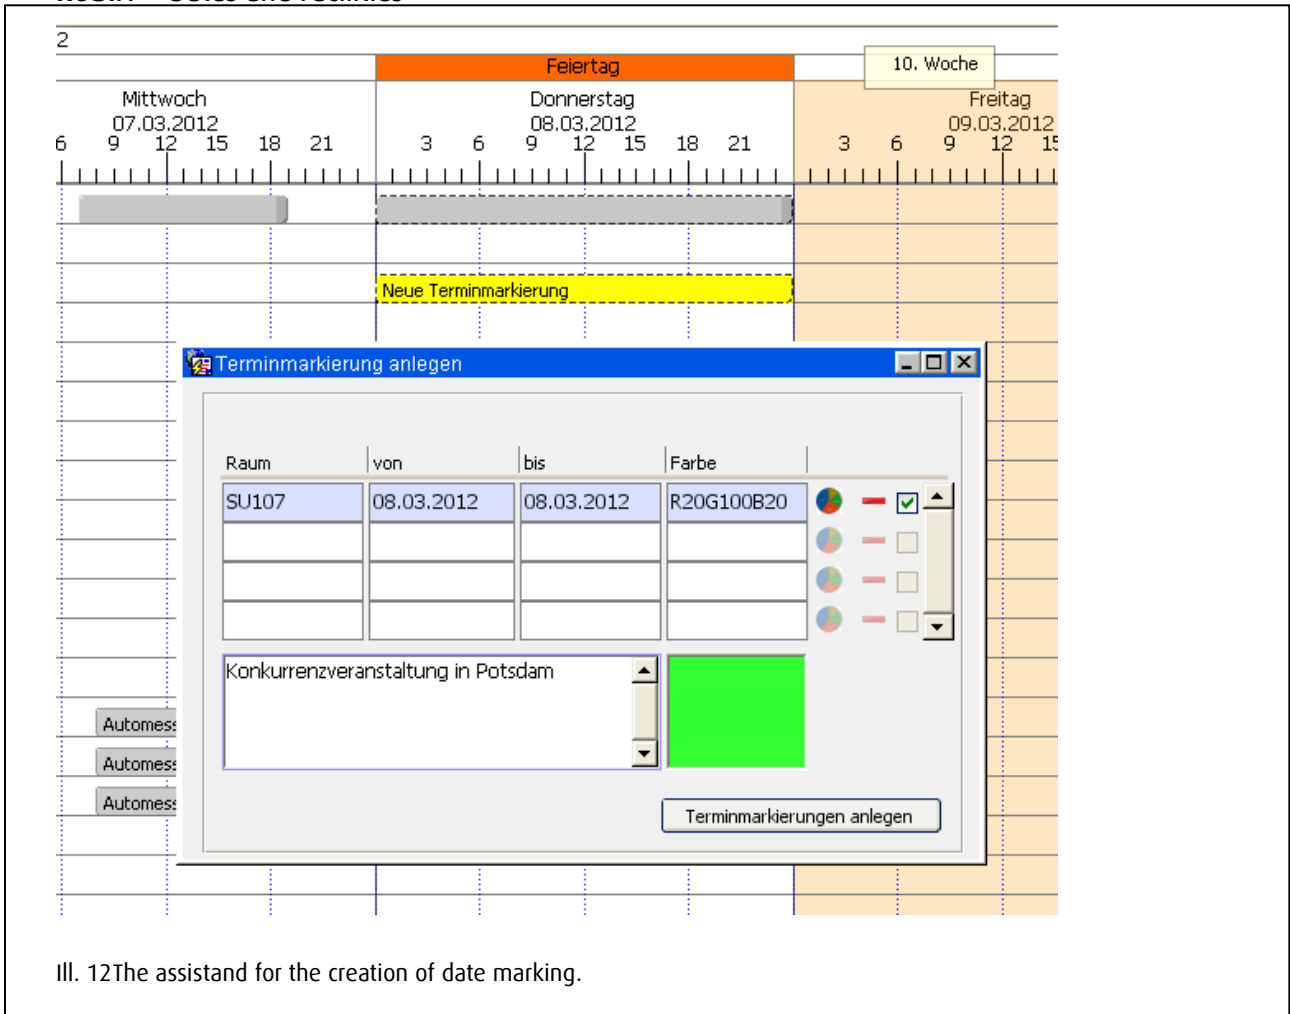 2
Feiertag
10. Woche
Mittwoch
07.03.2012
Donnerstag
08.03.2012
Freitag
09.03.2012
6 9 12 15 18 21 3 6 9 12 15 18 21 3 6 9 12
Neue Terminmarkierung
Terminmarkierung anlegen
Raum von bis Farbe
SU107 08.03.2012 08.03.2012 R20G100B20
Konkurrenzveranstaltung in Potsdam
Automess
Automess
Automess
Terminmarkierungen anlegen
Ill. 12The assistand for the creation of date marking.